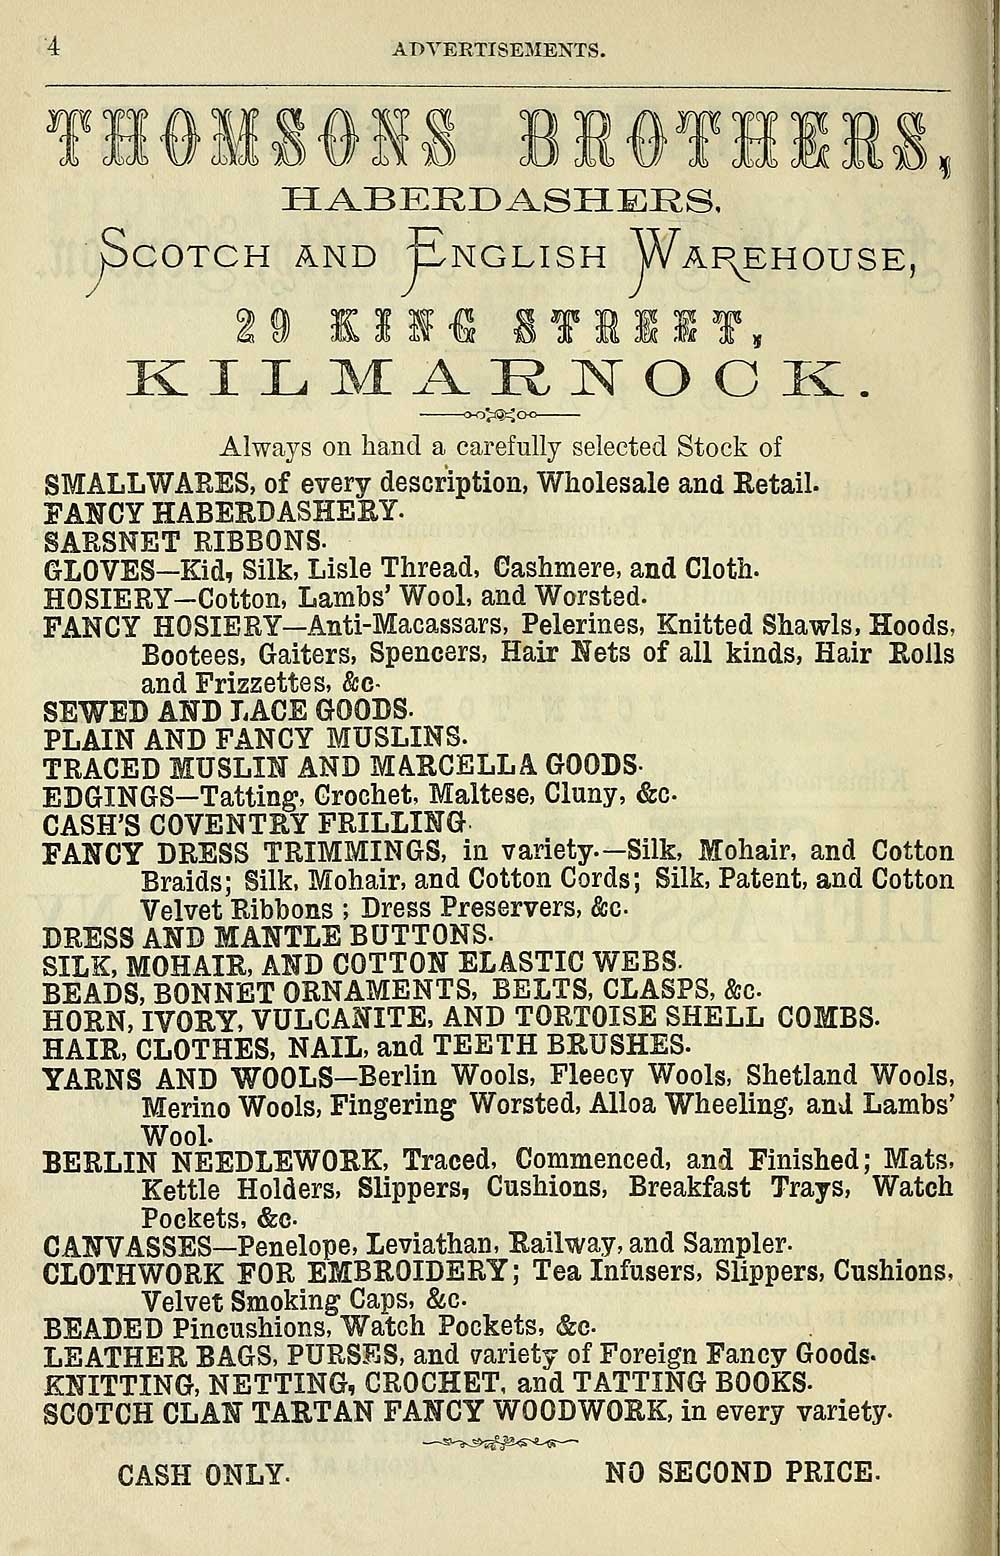 4
ADVERTISEMENTS.
THOMSONS BROTHERS,
HABERDASHERS,
SCOTCH AND ENGLISH WAREHOUSE,
29 KING STREET,
KILMARNOCK.
Always on hand a carefully selected Stock of
SMALLWARES, of every description, Wholesale and Retail.
FANCY HABERDASHERY.
SARSNET RIBBONS.
GLOVES—Kid, Silk, Lisle Thread, Cashmere, and Cloth.
HOSIERY—Cotton, Lambs' Wool, and Worsted.
FANCY HOSIERY—Anti-Macassars, Pelerines, Knitted Shawls, Hoods,
Bootees, Gaiters, Spencers, Hair Nets of all kinds, Hair Rolls
and Frizzettes, &c.
SEWED AND LACE GOODS.
PLAIN AND FANCY MUSLINS.
TRACED MUSLIN AND MARCELLA GOODS.
EDGINGS—Tatting, Crochet, Maltese, Cluny, &c.
CASH'S COVENTRY FRILLING.
FANCY DRESS TRIMMINGS, in variety.—Silk, Mohair, and Cotton
Braids; Silk, Mohair, and Cotton Cords; Silk, Patent, and Cotton
Velvet Ribbons ; Dress Preservers, &c.
DRESS AND MANTLE BUTTONS.
SILK, MOHAIR, AND COTTON ELASTIC WEBS.
BEADS, BONNET ORNAMENTS, BELTS, CLASPS, &c.
HORN, IVORY, VULCANITE, AND TORTOISE SHELL COMBS.
HAIR, CLOTHES, NAIL, and TEETH BRUSHES.
YARNS AND WOOLS—Berlin Wools, Fleecy Wools, Shetland Wools,
Merino Wools, Fingering Worsted, Alloa Wheeling, and Lambs'
Wool.
BERLIN NEEDLEWORK, Traced, Commenced, and Finished; Mats,
Kettle Holders, Slippers, Cushions, Breakfast Trays, Watch
Pockets, &c.
CANVASSES—Penelope, Leviathan, Railway, and Sampler.
CLOTHWORK FOR EMBROIDERY; Tea Infusers, Slippers, Cushions,
Velvet Smoking Caps, &c.
BEADED Pincushions, Watch Pockets, &c.
LEATHER BAGS, PURSES, and variety of Foreign Fancy Goods.
KNITTING, NETTING, CROCHET, and TATTING BOOKS.
SCOTCH CLAN TARTAN FANCY WOODWORK, in every variety.
CASH ONLY. NO SECOND PRICE.